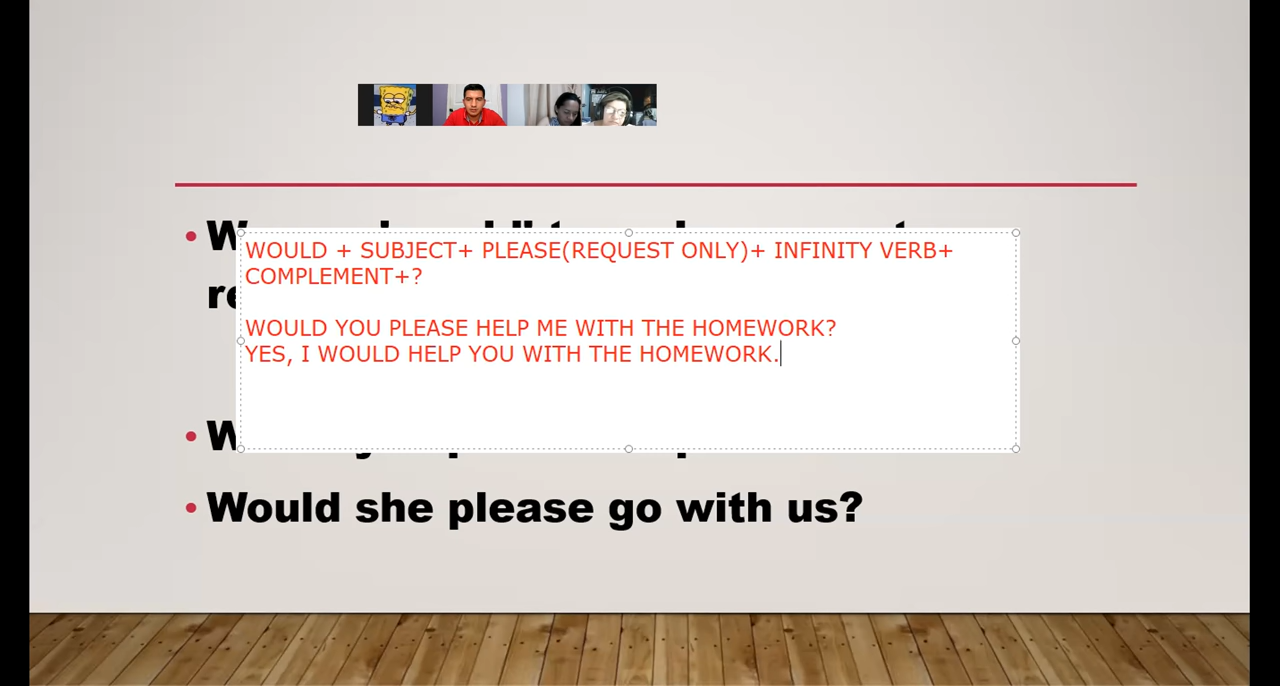 WOULD + SUBJECT+ PLEASE(REQUEST ONLY)+ INFINITY VERB+
COMPLEMENT+?
WOULD YOU PLEASE HELP ME WITH THE HOMEWORK?
YES, I WOULD HELP YOU WITH THE HOMEWORK.
Would she please go with us?